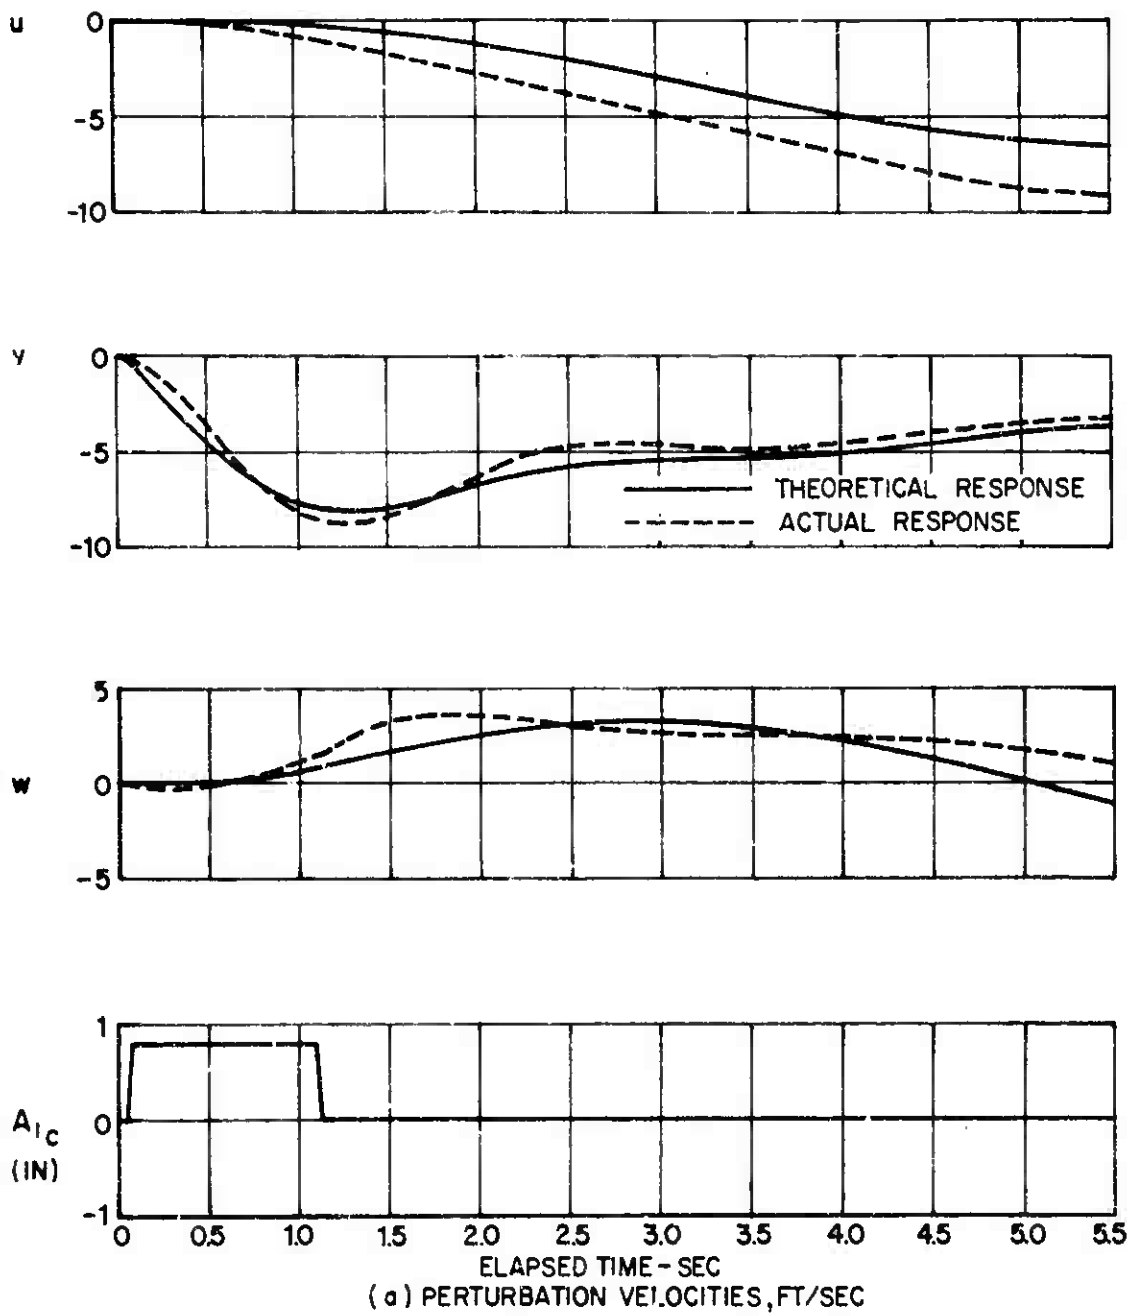 u
0
-5
-10
v
0
-5
-10
THEORETICAL RESPONSE
ACTUAL RESPONSE
5
0
w
-5
1
0
A1c
(IN)
-1
0 0.5 1.0 1.5 2.0 2.5 3.0 3.5 4.0 4.5 5.0 5.5
ELAPSED TIME-SEC
(a) PERTURBATION VELOCITIES, FT/SEC